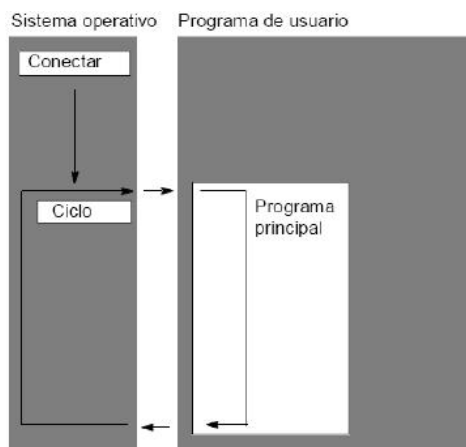 Sistema operativo
Programa de usuario
Conectar
Ciclo
Programa
principal